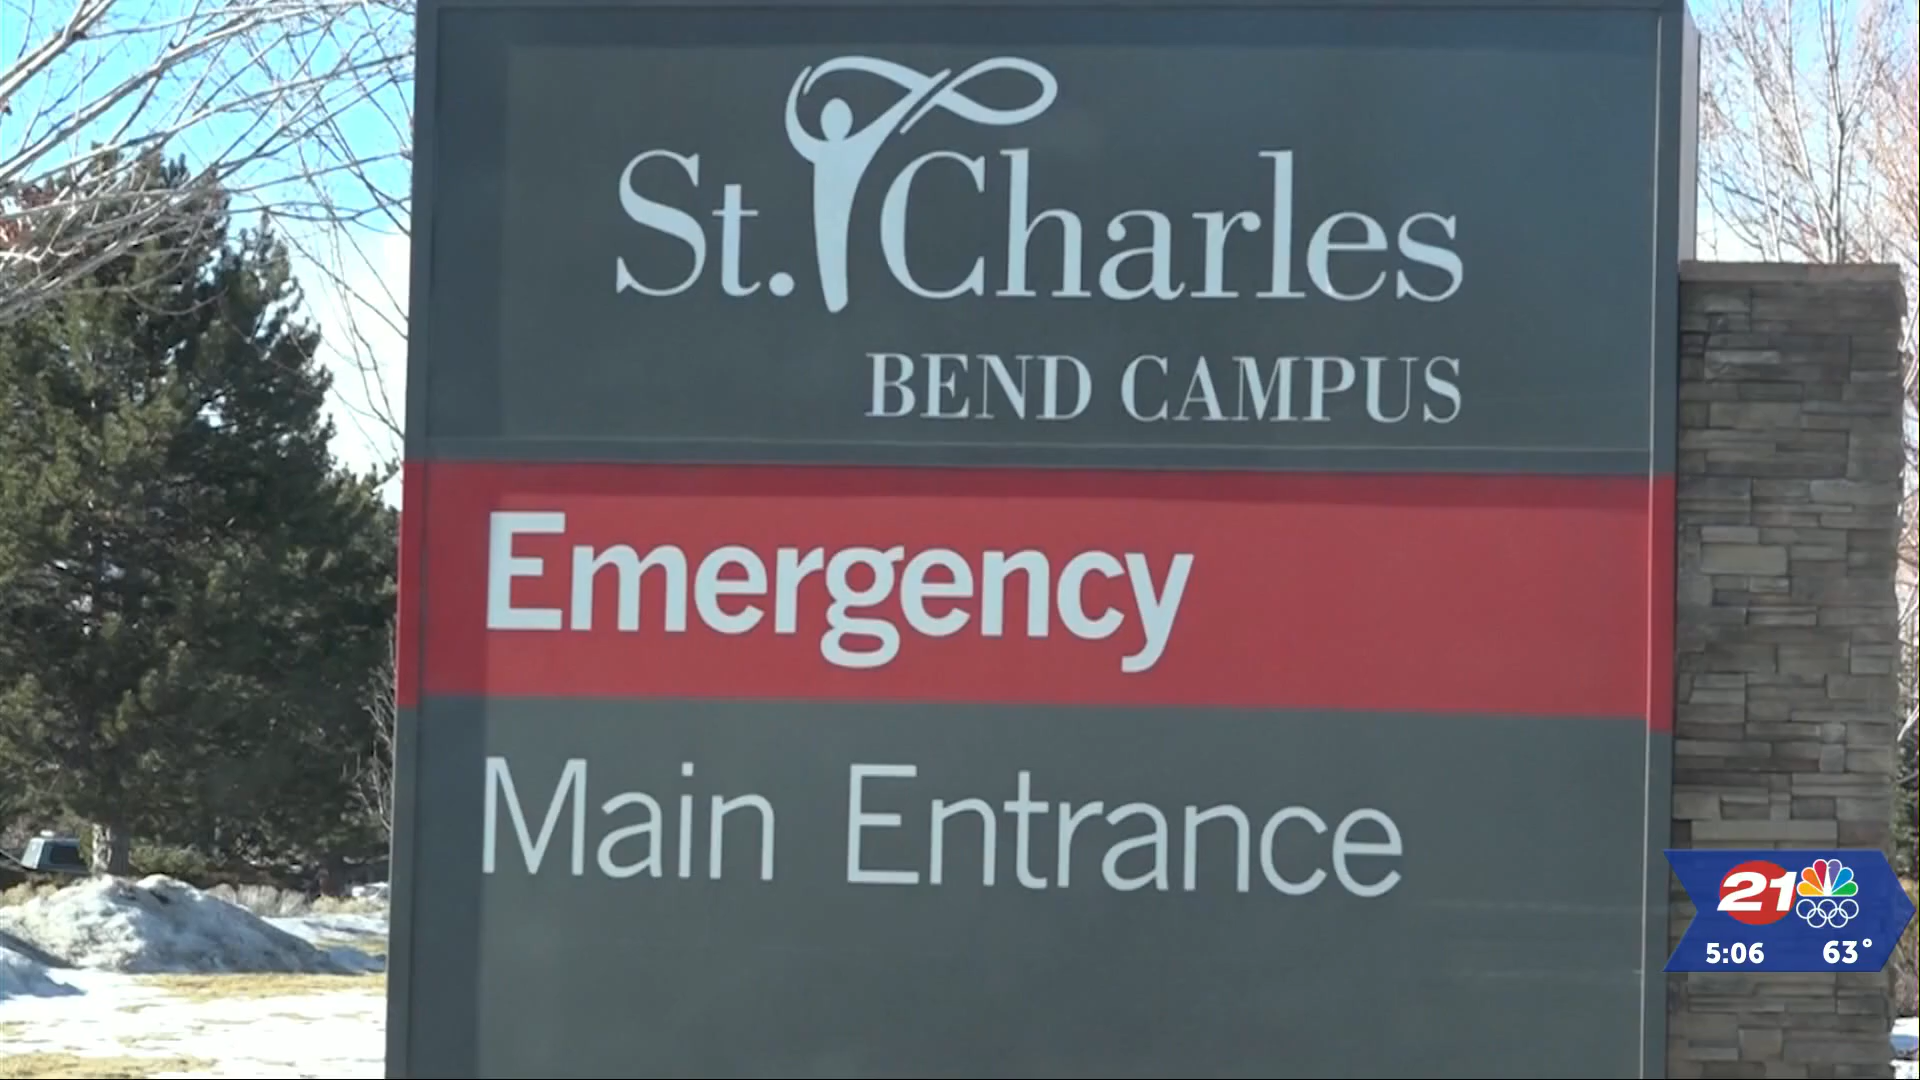 St. Charles
BEND CAMPUS
Emergency
Main Entrance
21
5:06 63°